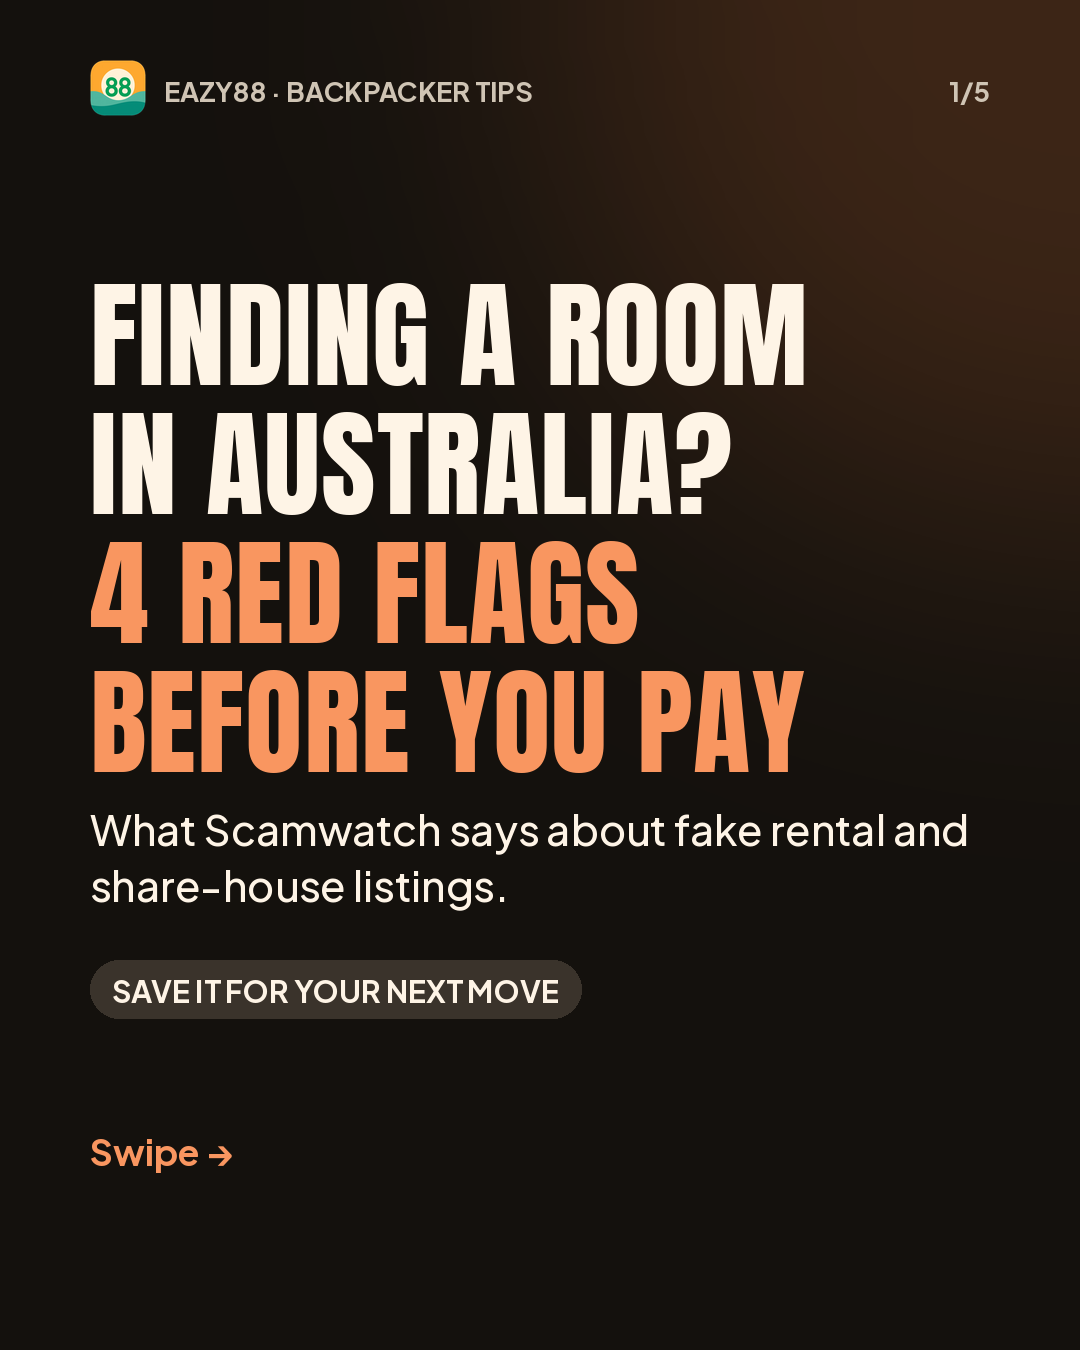 88
EAZY88 · BACKPACKER TIPS
1/5
FINDING A ROOM
IN AUSTRALIA?
4 RED FLAGS
BEFORE YOU PAY
What Scamwatch says about fake rental and
share-house listings.
SAVE IT FOR YOUR NEXT MOVE
Swipe →